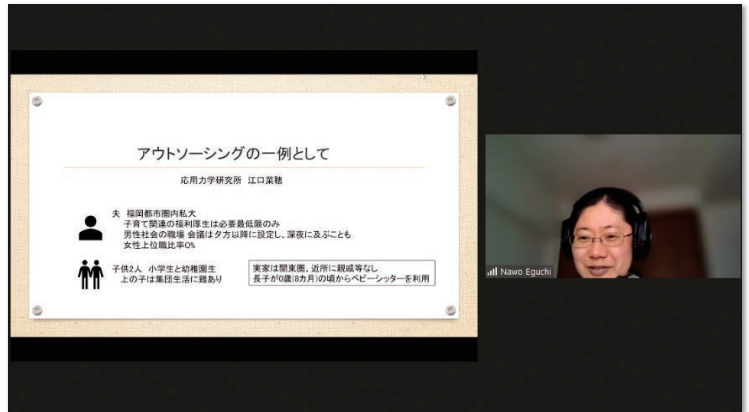 アウトソーシングの一例として
応用力学研究所 江口菜穂
夫 福岡都市圏内私大
子育て関連の福利厚生は必要最低限のみ
男性社会の職場 会議は夕方以降に設定し、深夜に及ぶことも
女性上位職比率0%
子供2人 小学生と幼稚園生
上の子は集団生活に難あり
実家は関東圏、近所に親戚等なし
長子が0歳(8カ月)の頃からベビーシッターを利用
Nawo Eguchi